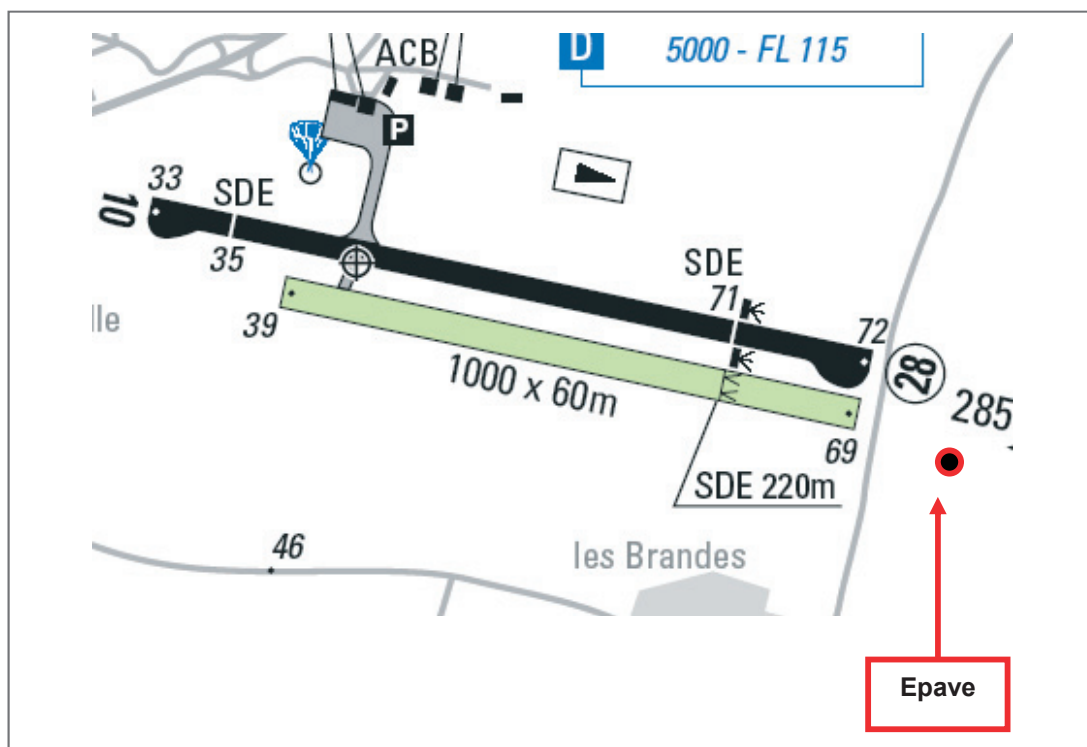 ACB
D
5000 - FL 115
P
33
SDE
10
35
SDE
71
72
28
39
lle
1000 x 60m
285
69
SDE 220m
46
les Brandes
Epave